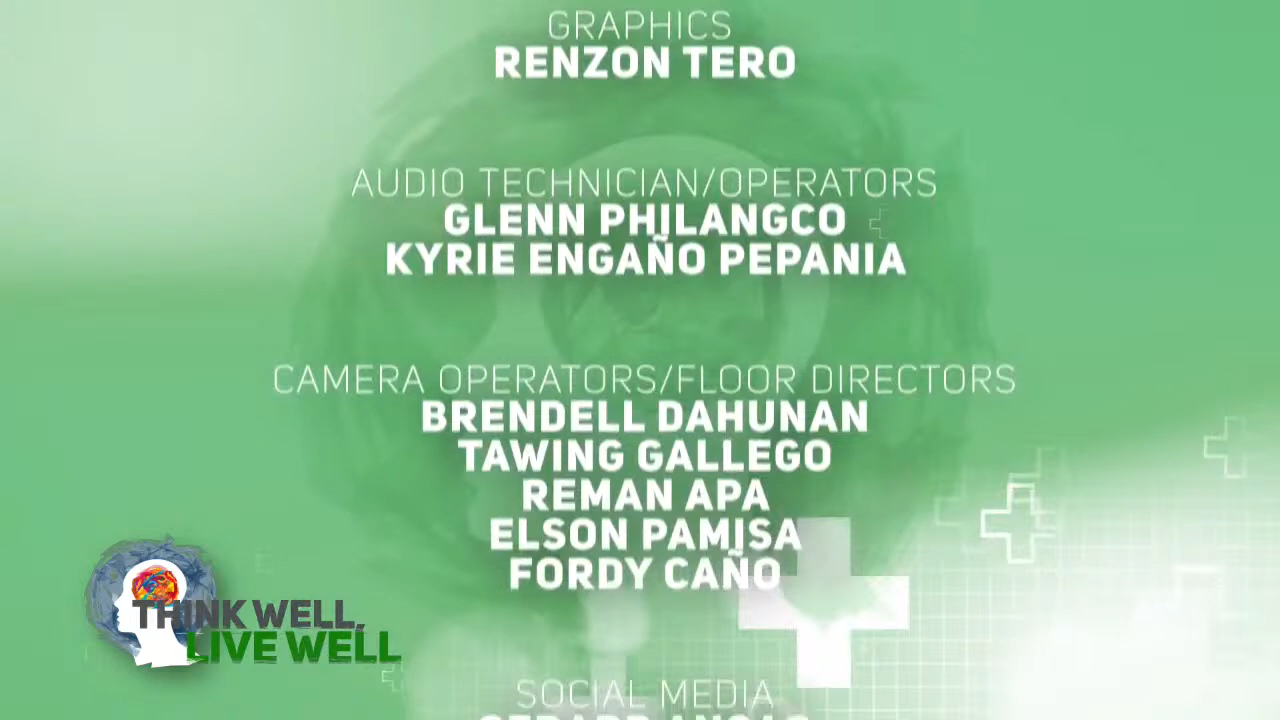 GRAPHICS
RENZON TERO
AUDIO TECHNICIAN/OPERATORS
GLENN PHILANGCO
KYRIE ENGAÑO PEPANIA
CAMERA OPERATORS/FLOOR DIRECTORS
BRENDELL DAHUNAN
TAWING GALLEGO
REMAN APA
ELSON PAMISA
FORDY CAÑO
THINK WELL,
LIVE WELL
SOCIAL MEDIA